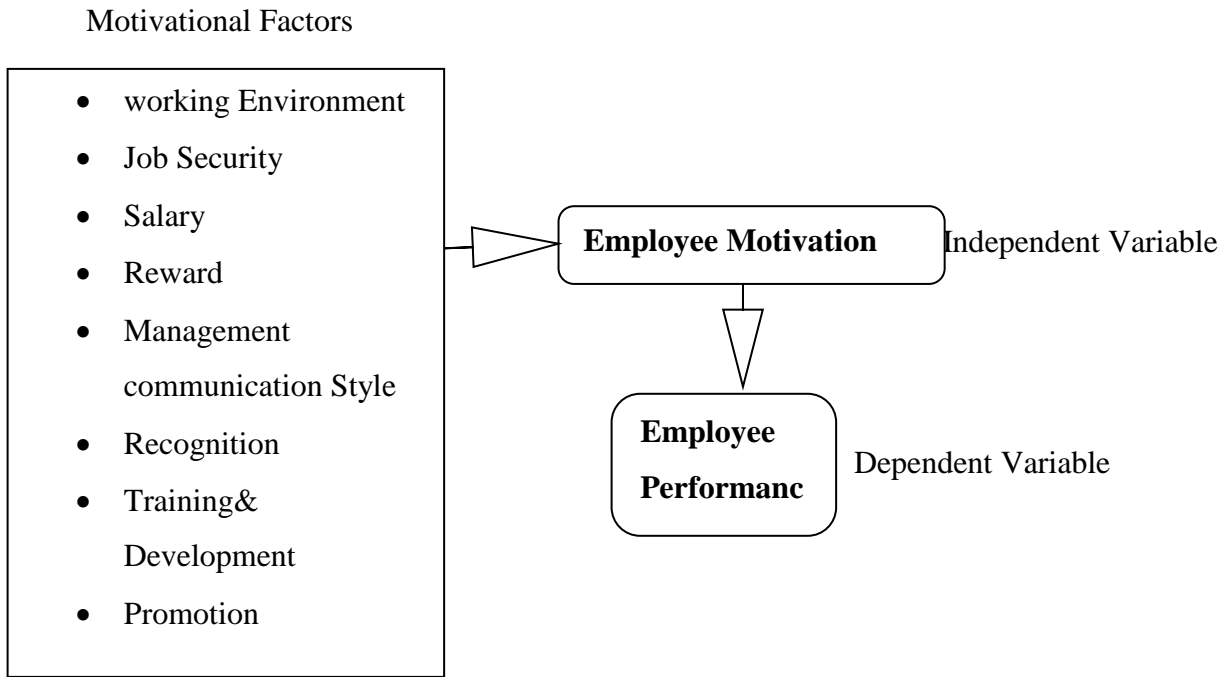 Motivational Factors
• working Environment
• Job Security
• Salary
• Reward
• Management
communication Style
• Recognition
• Training&
Development
• Promotion
Employee Motivation
Independent Variable
Employee
Performanc
Dependent Variable